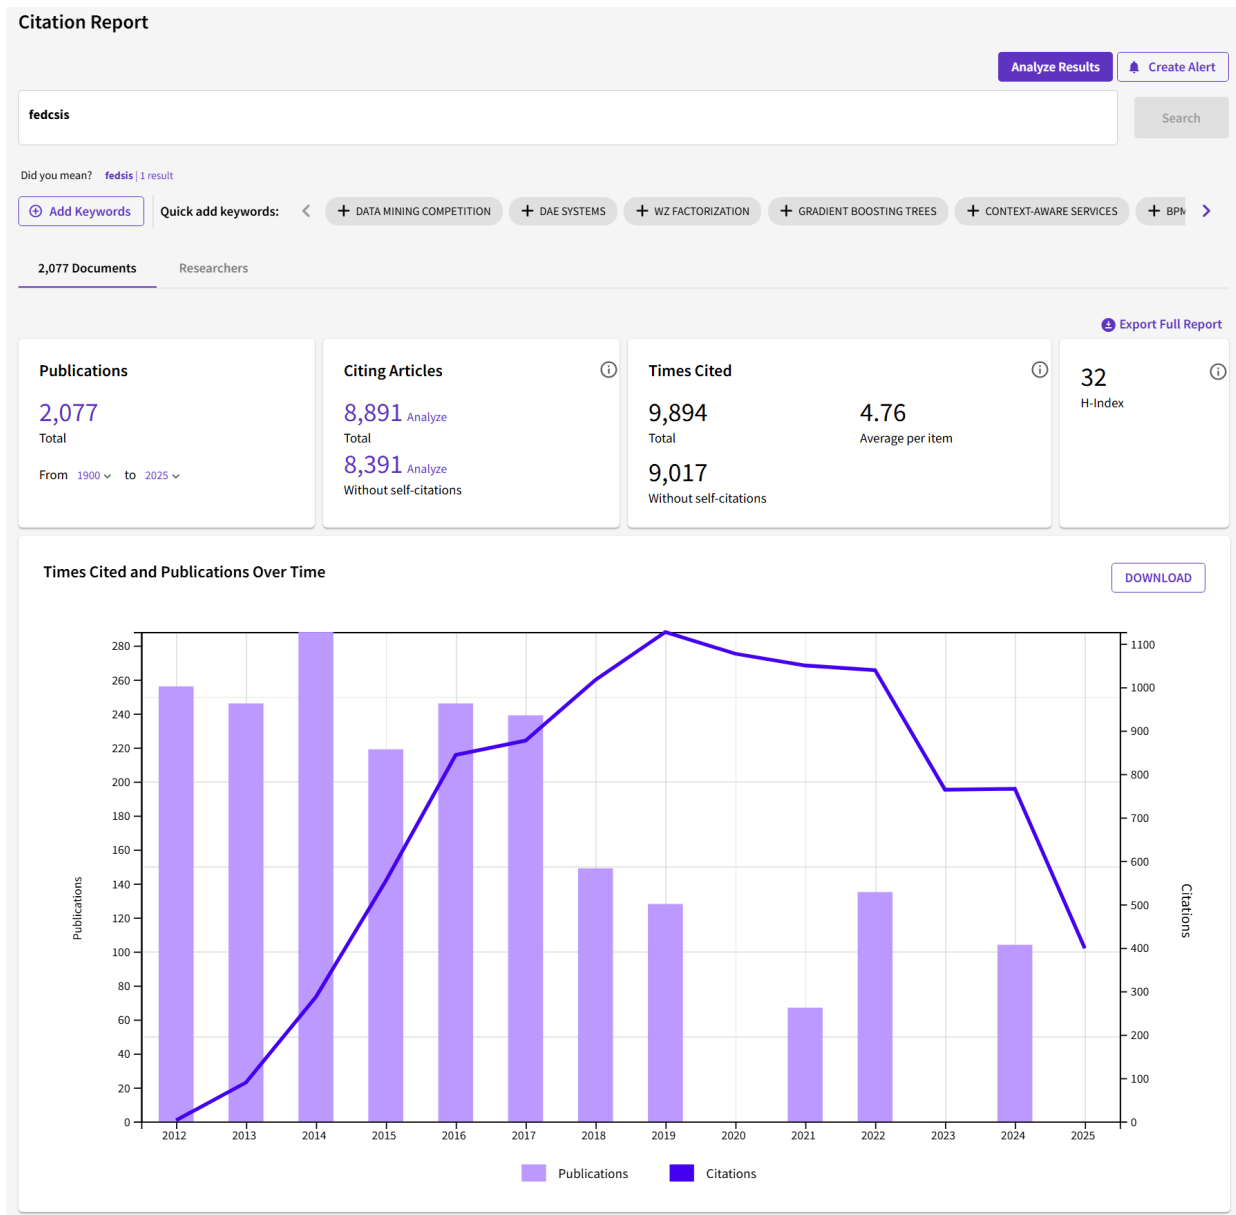 Citation Report
Analyze Results
Create Alert
fedcsis
Search
Did you mean? fedsis | 1 result
Add Keywords
Quick add keywords:
DATA MINING COMPETITION
DAE SYSTEMS
WZ FACTORIZATION
GRADIENT BOOSTING TREES
CONTEXT-AWARE SERVICES
BPM
2,077 Documents
Researchers
Export Full Report
Publications
2,077
Total
From 1900 to 2025
Citing Articles
8,891 Analyze
Total
8,391 Analyze
Without self-citations
Times Cited
9,894
Total
9,017
Without self-citations
4.76
Average per item
32
H-Index
Times Cited and Publications Over Time
DOWNLOAD
280
260
240
220
200
180
160
140
120
100
80
60
40
20
0
Publications
1100
1000
900
800
700
600
500
400
300
200
100
0
Citations
2012 2013 2014 2015 2016 2017 2018 2019 2020 2021 2022 2023 2024 2025
Publications
Citations